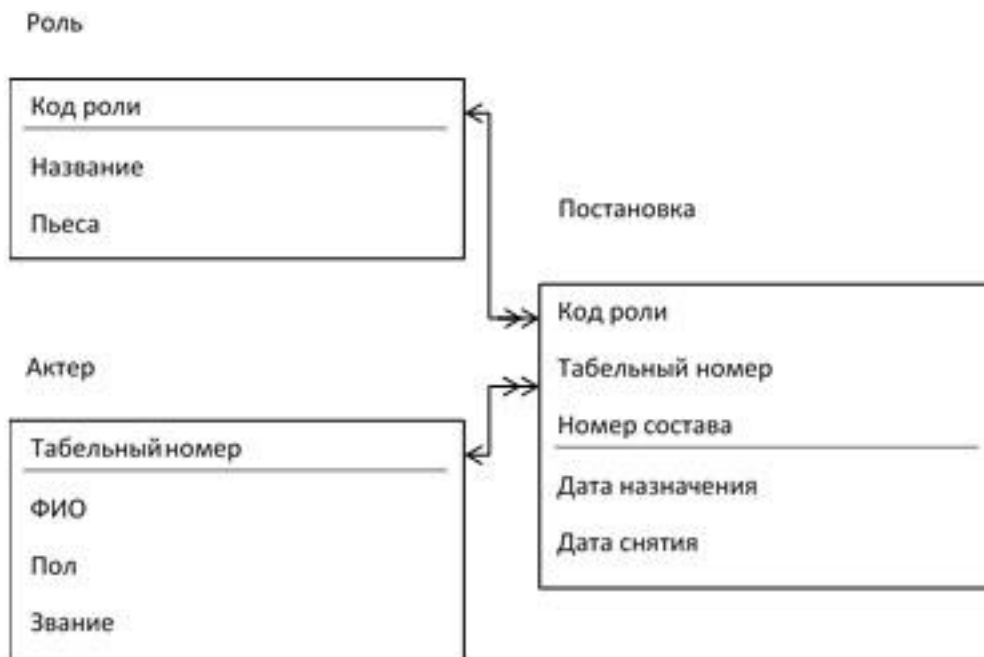 Роль
Код роли
Название
Пьеса
Постановка
Код роли
Табельный номер
Номер состава
Дата назначения
Дата снятия
Актер
Табельный номер
ФИО
Пол
Звание